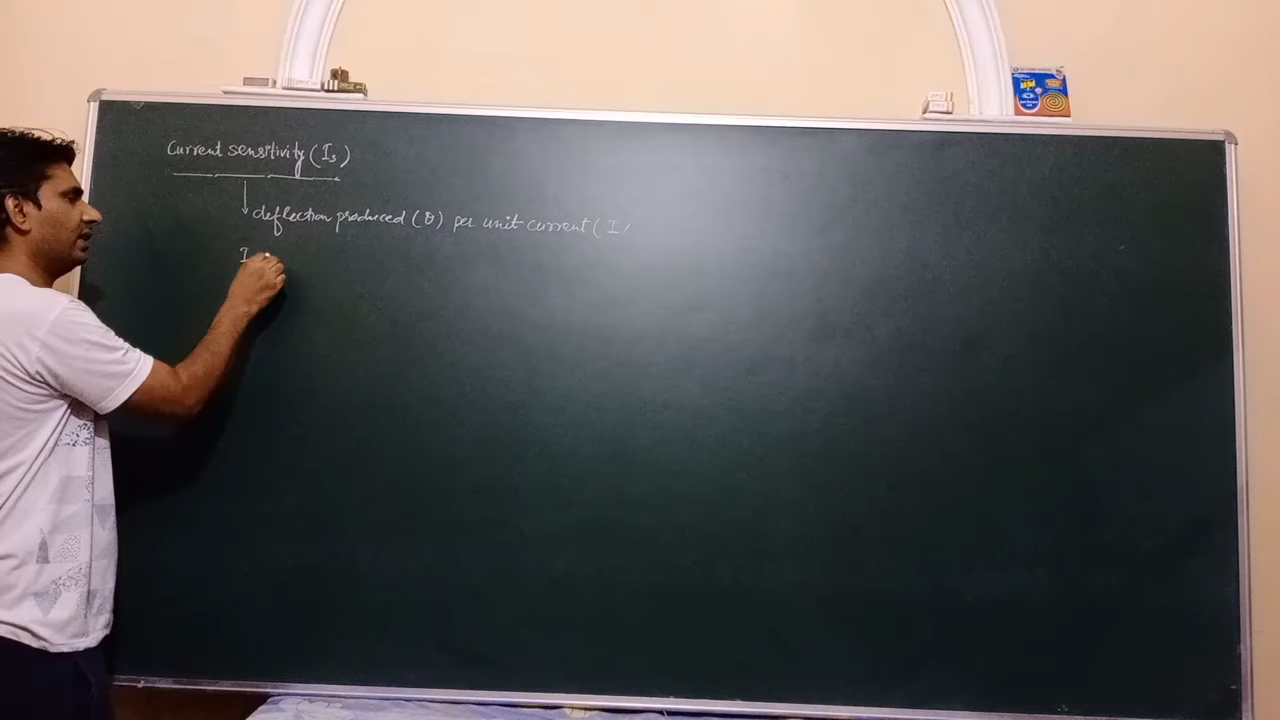 Current sensitivity (Is)
deflection produced (θ) per unit current (I)
I